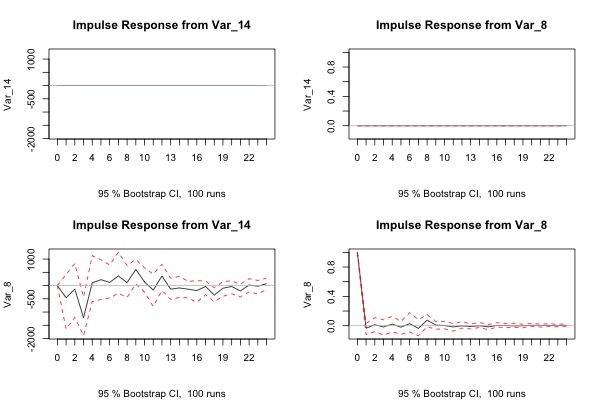 Impulse Response from Var_14
Var_14
1000
-500
-2000
0 2 4 6 8 10 13 16 19 22
95 % Bootstrap CI, 100 runs
Impulse Response from Var_8
Var_14
0.8
0.4
0.0
0 2 4 6 8 10 13 16 19 22
95 % Bootstrap CI, 100 runs
Impulse Response from Var_14
Var_8
1000
-500
-2000
0 2 4 6 8 10 13 16 19 22
95 % Bootstrap CI, 100 runs
Impulse Response from Var_8
Var_8
0.8
0.4
0.0
0 2 4 6 8 10 13 16 19 22
95 % Bootstrap CI, 100 runs